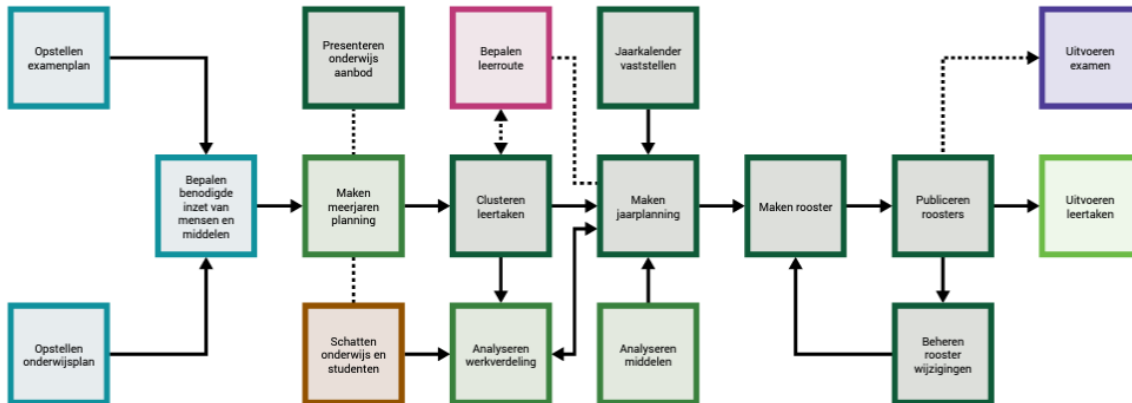 Opstellen
examenplan
Presenteren
onderwijs
aanbod
Bepalen
leerroute
Jaarkalender
vaststellen
Uitvoeren
examen
Bepalen
benodigde
inzet van
mensen en
middelen
Maken
meerjaren
planning
Clusteren
leertaken
Maken
jaarplanning
Maken rooster
Publiceren
roosters
Uitvoeren
leertaken
Opstellen
onderwijsplan
Schatten
onderwijs en
studenten
Analyseren
werkverdeling
Analyseren
middelen
Beheren
rooster
wijzigingen